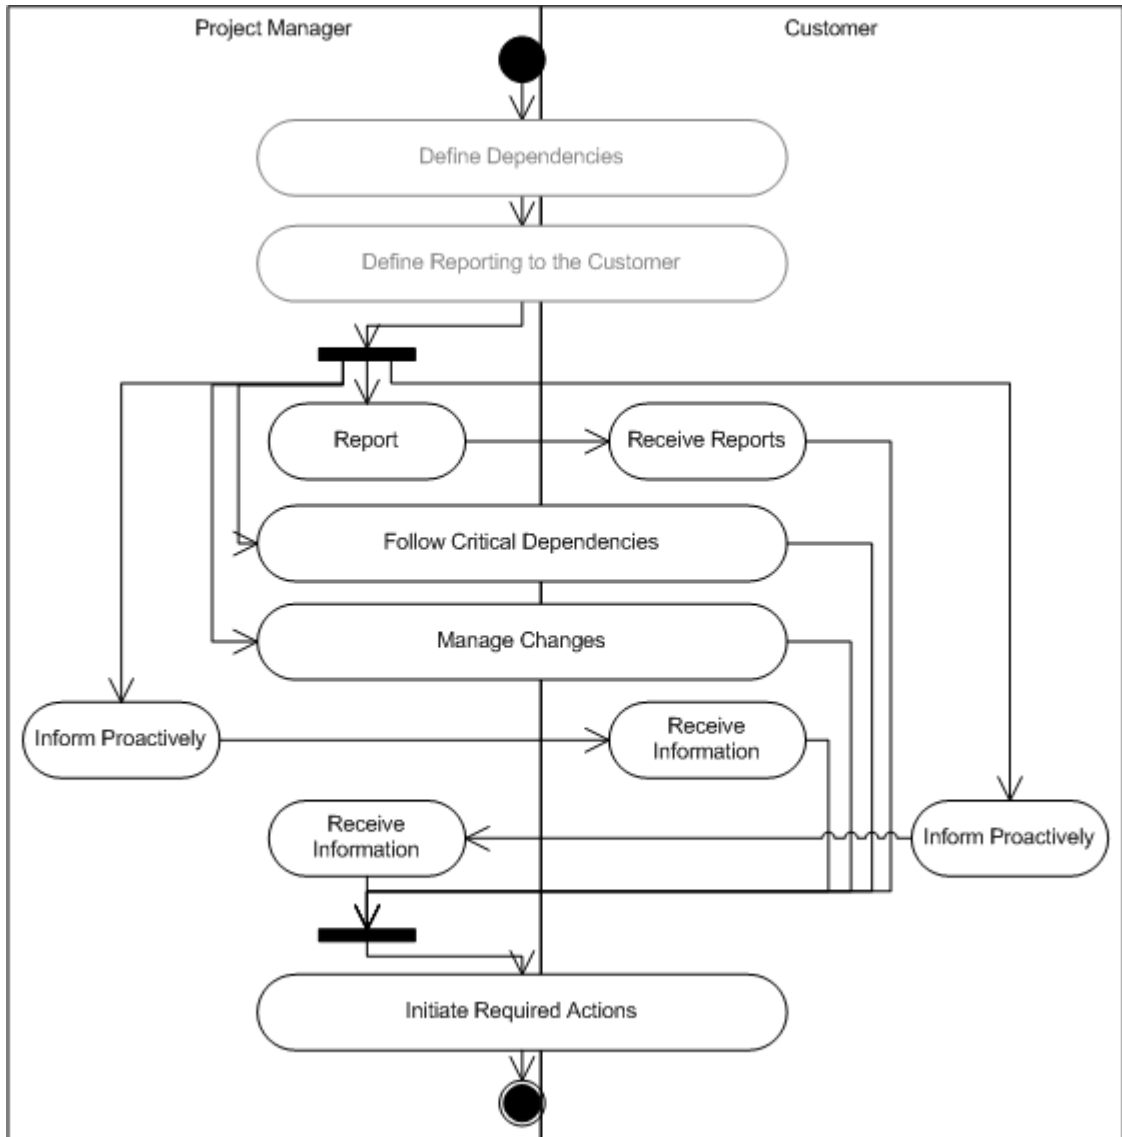 Project Manager
Customer
Define Dependencies
Define Reporting to the Customer
Report
Receive Reports
Follow Critical Dependencies
Manage Changes
Inform Proactively
Receive
Information
Receive
Information
Inform Proactively
Initiate Required Actions